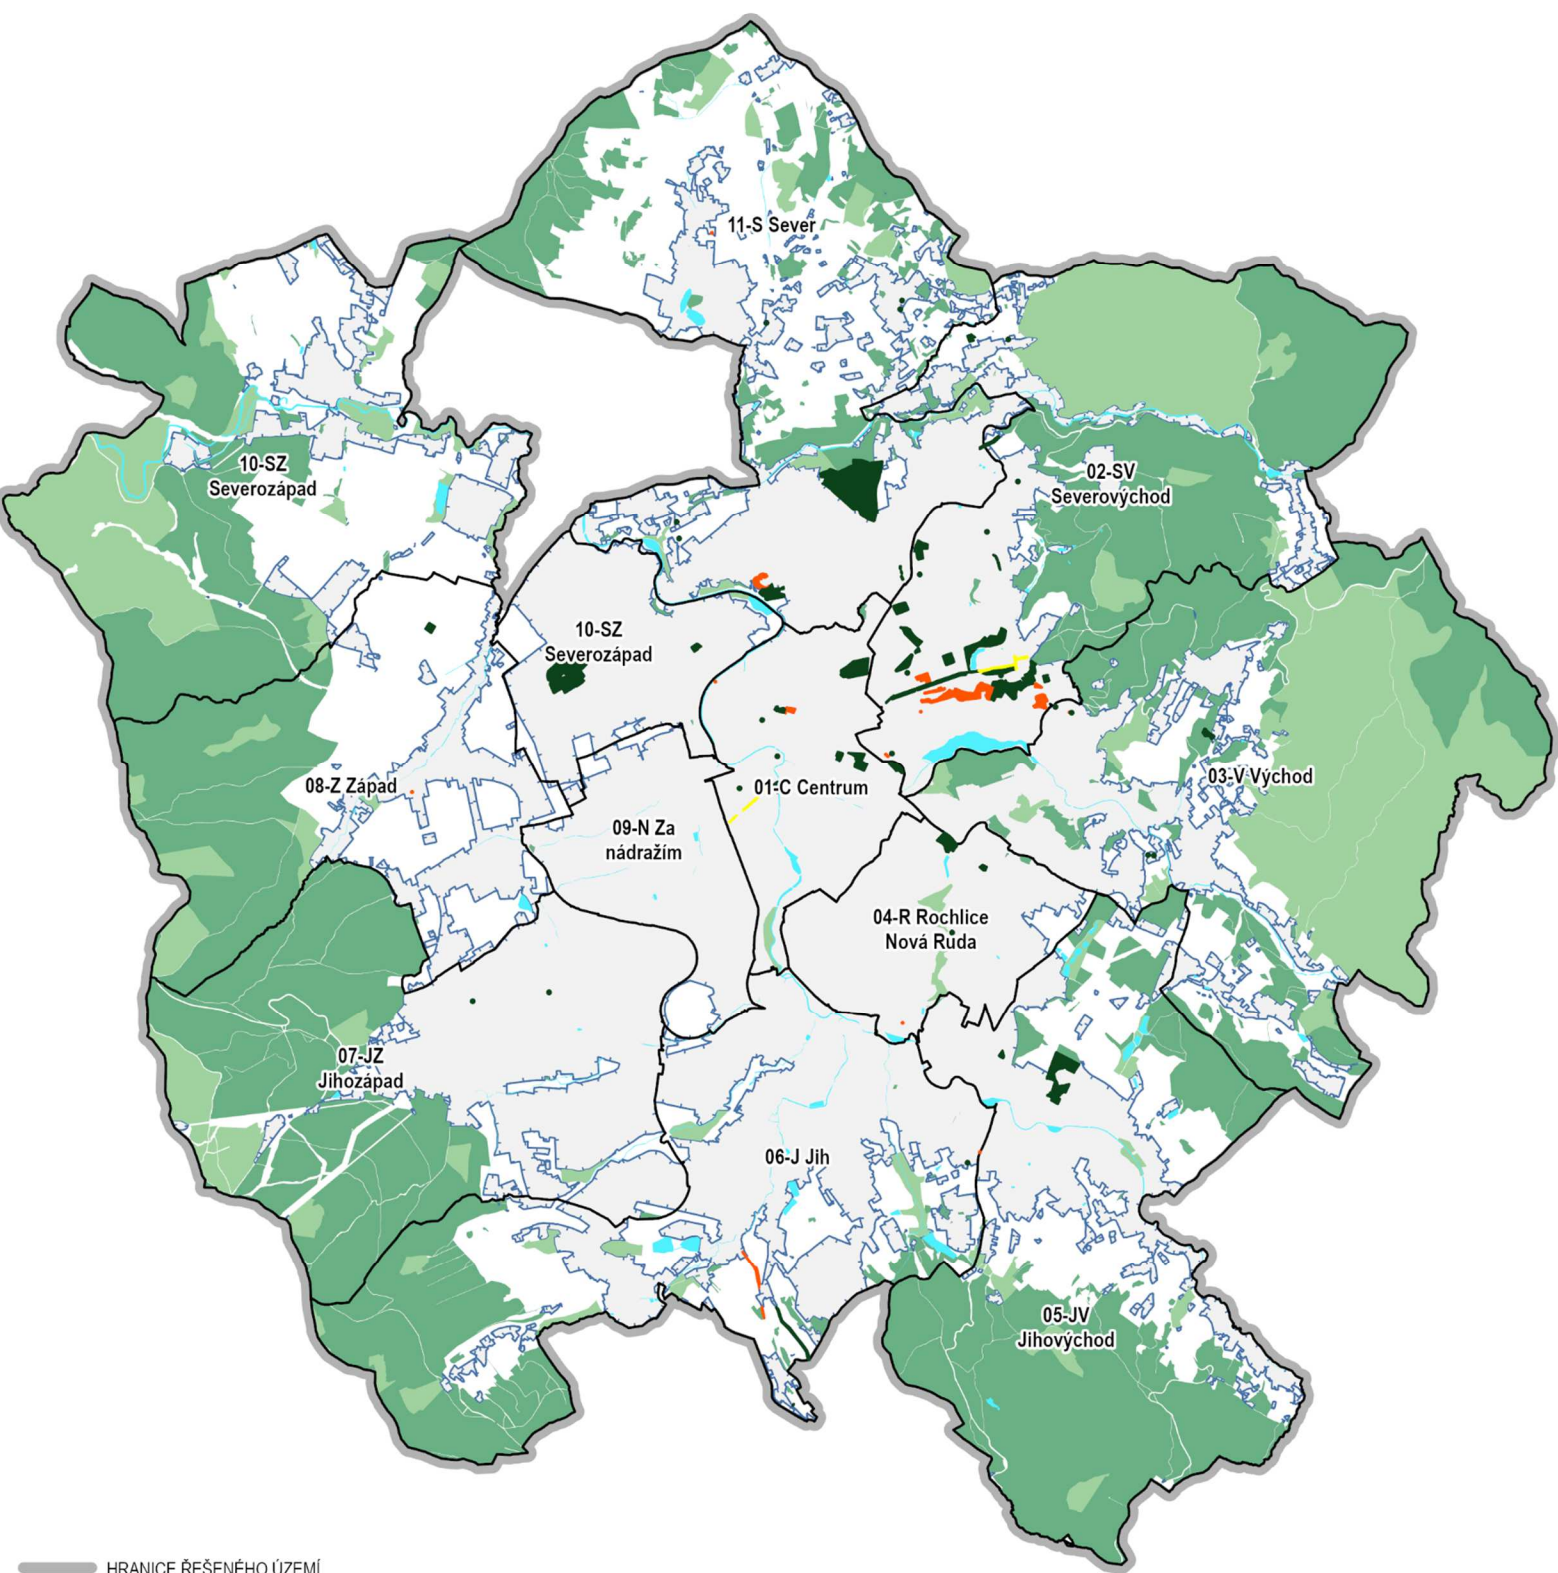 11-S Sever
10-SZ
Severozápad
02-SV
Severovýchod
10-SZ
Severozápad
08-Z Západ
01-C Centrum
03-V Východ
09-N Za
nádražím
04-R Rochlice
Nová Ruda
07-JZ
Jihozápad
06-J Jih
05-JV
Jihovýchod
HRANICE ŘEŠENÉHO ÚZEMÍ